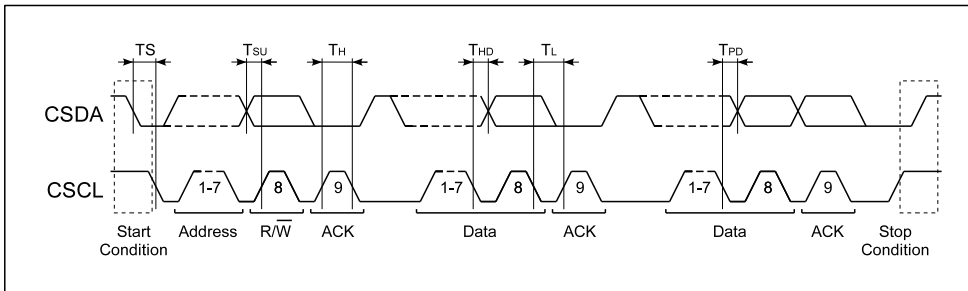 TS TSU TH THD TL TPD
CSDA
CSCL 1-7 8 9 1-7 8 9 1-7 8 9
Start Condition Address R/W̅ ACK Data ACK Data ACK Stop Condition